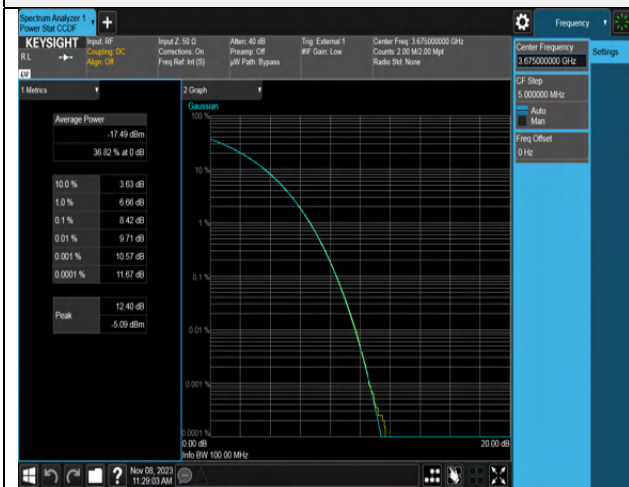 Spectrum Analyzer 1
Power Stat CCDF
Frequency
KEYSIGHT
RL
Input: RF
Coupling: DC
Align: Off
Input Z: 50 Ω
Corrections: On
Freq Ref: Int (S)
Atten: 40 dB
Preamp: Off
µW Path: Bypass
Trig: External 1
#IF Gain: Low
Center Freq: 3.675000000 GHz
Counts: 2.00 M/2.00 Mpt
Radio Std: None
Center Frequency
3.675000000 GHz
Settings
CF Step
5.000000 MHz
Auto
Man
Freq Offset
0 Hz
1 Metrics
Average Power
-17.49 dBm
36.82 % at 0 dB
10.0 % 3.63 dB
1.0 % 6.66 dB
0.1 % 8.42 dB
0.01 % 9.71 dB
0.001 % 10.57 dB
0.0001 % 11.67 dB
Peak 12.40 dB
-5.09 dBm
2 Graph
Gaussian
100 %
10 %
1 %
0.1 %
0.01 %
0.001 %
0.0001 %
0.00 dB
20.00 dB
Info BW 100.00 MHz
Nov 08, 2023
11:29:03 AM